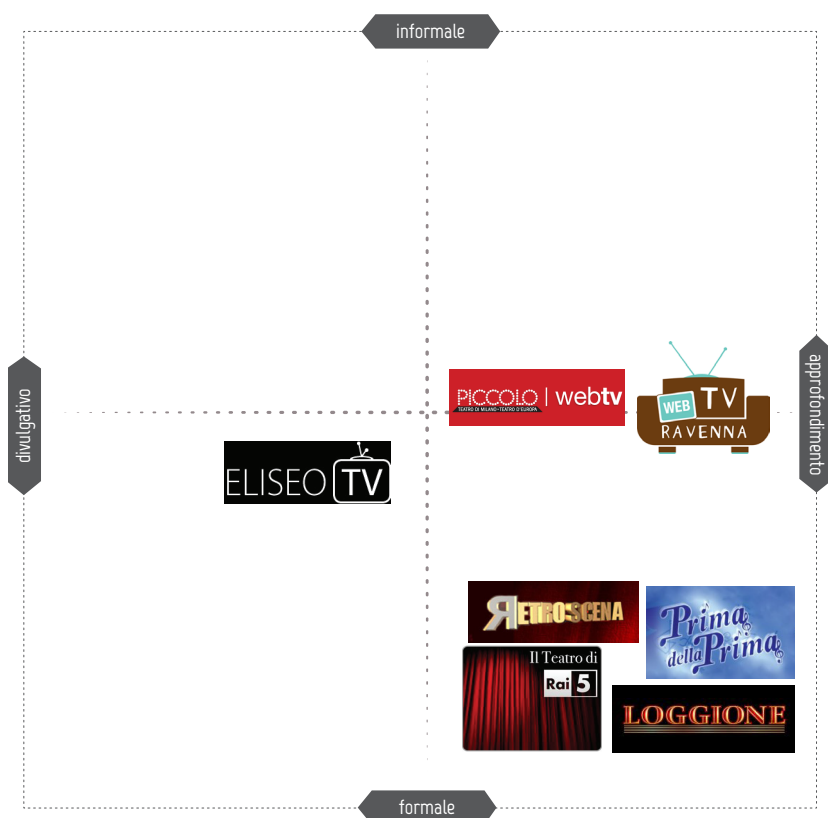 informale
divulgativo
approfondimento
PICCOLO | webtv
TEATRO DI MILANO-TEATRO D'EUROPA
WEB TV
RAVENNA
ELISEO TV
RETROSCENA
Prima
della Prima
Il Teatro di
Rai 5
LOGGIONE
formale